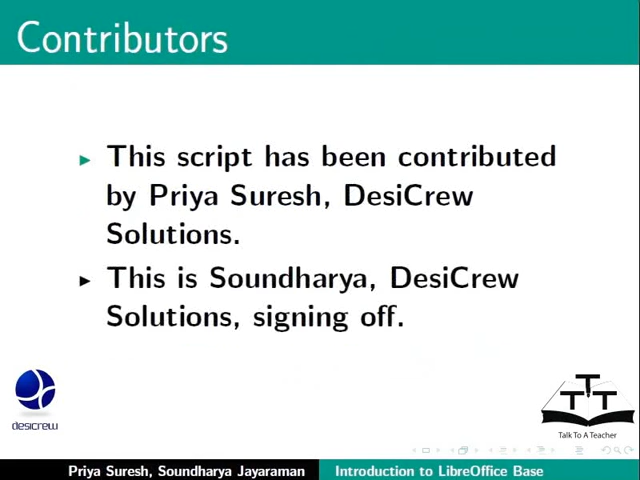 Contributors
This script has been contributed
by Priya Suresh, DesiCrew
Solutions.
This is Soundharya, DesiCrew
Solutions, signing off.
desicrew
T
T T
Talk To A Teacher
Priya Suresh, Soundharya Jayaraman
Introduction to LibreOffice Base